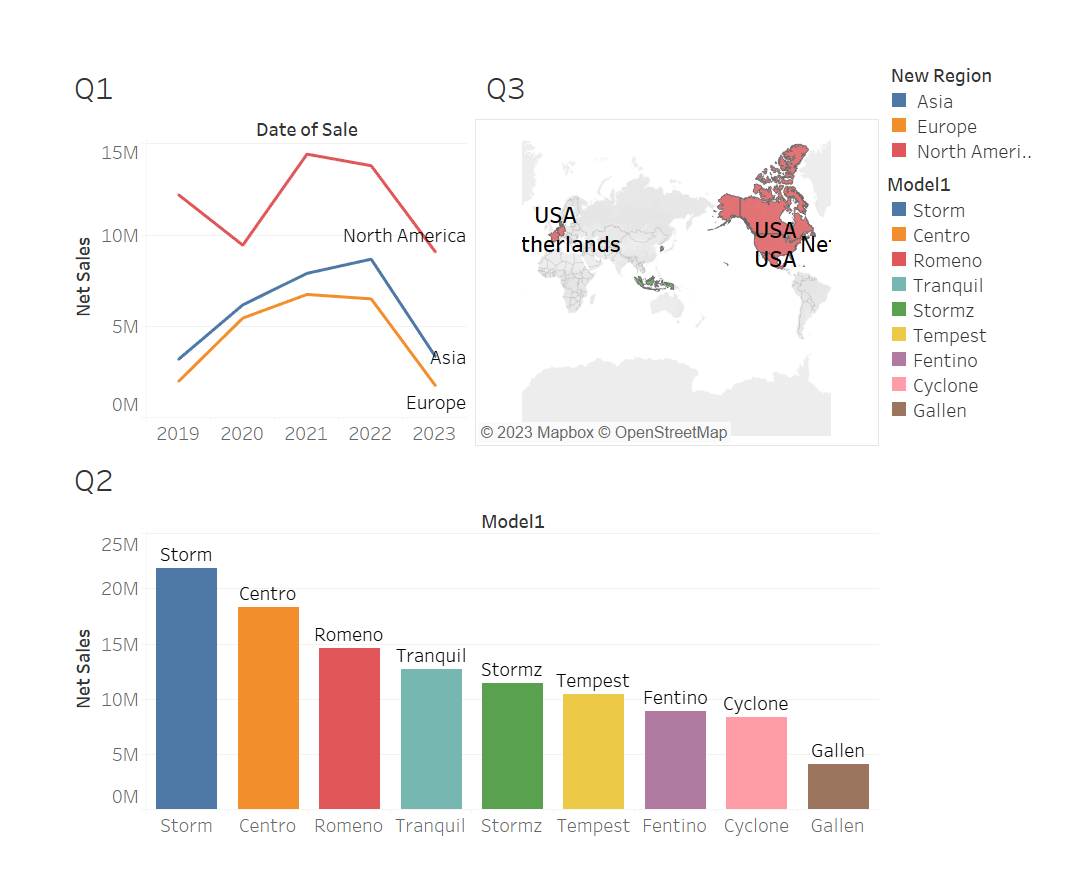 Q1
Date of Sale
15M
10M
5M
0M
Net Sales
North America
Asia
Europe
2019 2020 2021 2022 2023
Q3
USA
therlands
USA
Ne
USA
© 2023 Mapbox © OpenStreetMap
New Region
Asia
Europe
North Ameri..
Model1
Storm
Centro
Romeno
Tranquil
Stormz
Tempest
Fentino
Cyclone
Gallen
Q2
Model1
25M
20M
15M
10M
5M
0M
Net Sales
Storm
Centro
Romeno
Tranquil
Stormz
Tempest
Fentino
Cyclone
Gallen
Storm Centro Romeno Tranquil Stormz Tempest Fentino Cyclone Gallen